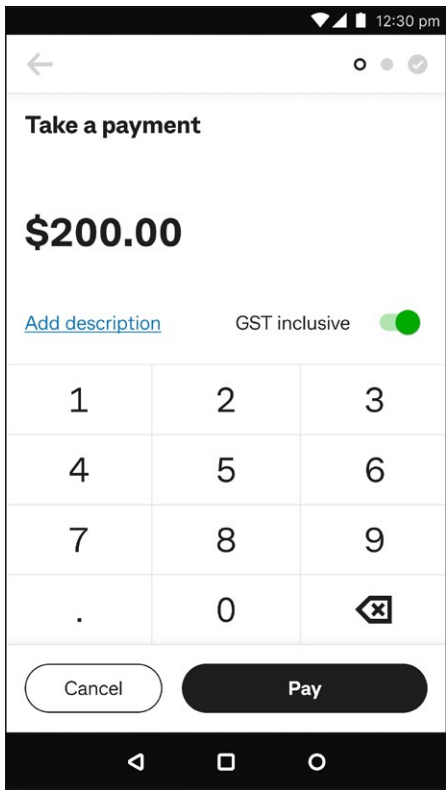 12:30 pm
Take a payment
$200.00
Add description GST inclusive
1 2 3
4 5 6
7 8 9
. 0
Cancel Pay